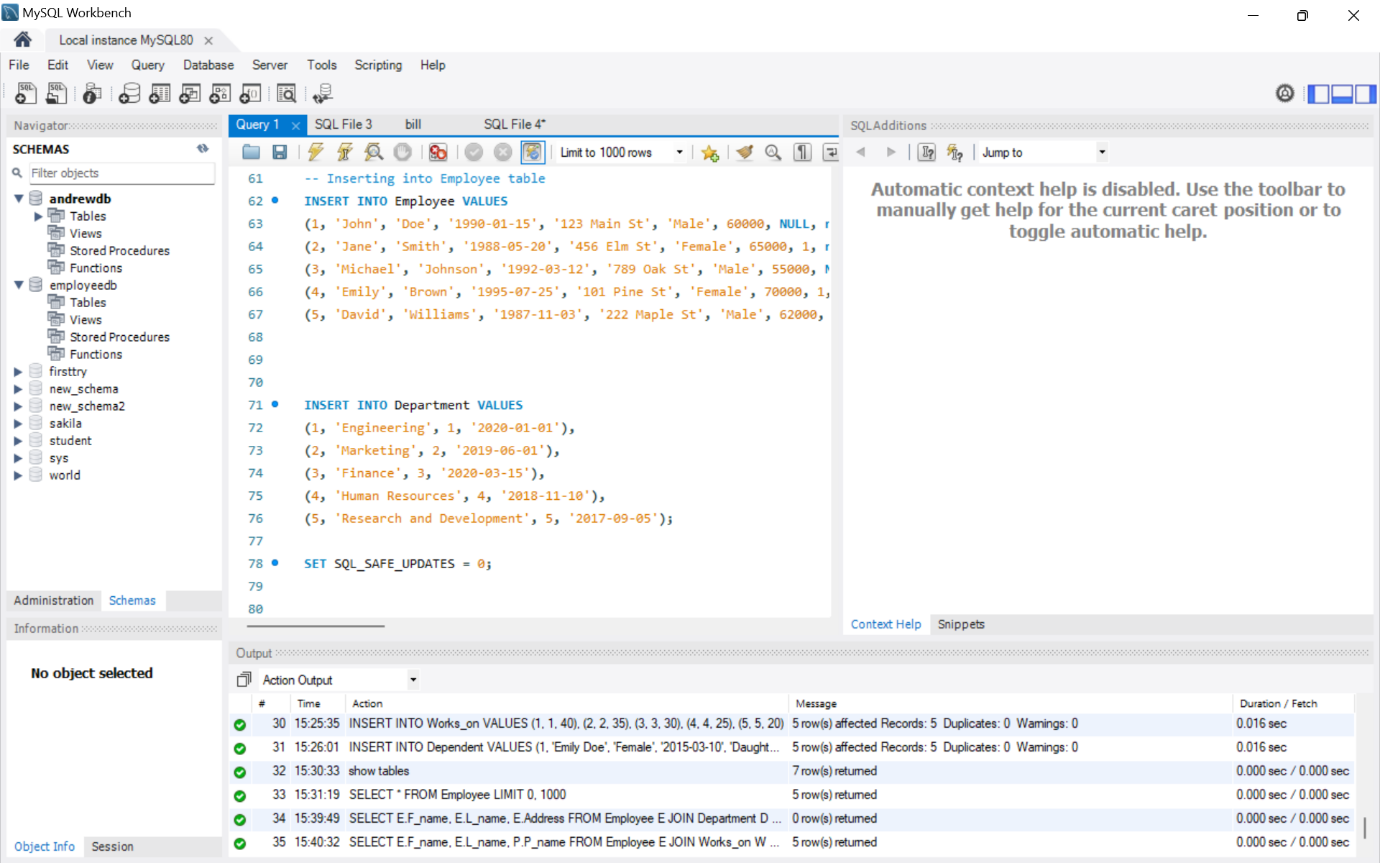 MySQL Workbench
Local instance MySQL80
File Edit View Query Database Server Tools Scripting Help
Navigator
SCHEMAS
Filter objects
andrewdb
Tables
Views
Stored Procedures
Functions
employeedb
Tables
Views
Stored Procedures
Functions
firsttry
new_schema
new_schema2
sakila
student
sys
world
Administration Schemas
Information
No object selected
Object Info Session
Query 1 SQL File 3 bill SQL File 4*
Limit to 1000 rows
61 -- Inserting into Employee table
62 INSERT INTO Employee VALUES
63 (1, 'John', 'Doe', '1990-01-15', '123 Main St', 'Male', 60000, NULL,
64 (2, 'Jane', 'Smith', '1988-05-20', '456 Elm St', 'Female', 65000, 1,
65 (3, 'Michael', 'Johnson', '1992-03-12', '789 Oak St', 'Male', 55000,
66 (4, 'Emily', 'Brown', '1995-07-25', '101 Pine St', 'Female', 70000, 1,
67 (5, 'David', 'Williams', '1987-11-03', '222 Maple St', 'Male', 62000,
68
69
70
71 INSERT INTO Department VALUES
72 (1, 'Engineering', 1, '2020-01-01'),
73 (2, 'Marketing', 2, '2019-06-01'),
74 (3, 'Finance', 3, '2020-03-15'),
75 (4, 'Human Resources', 4, '2018-11-10'),
76 (5, 'Research and Development', 5, '2017-09-05');
77
78 SET SQL_SAFE_UPDATES = 0;
79
80
SQLAdditions
Jump to
Automatic context help is disabled. Use the toolbar to
manually get help for the current caret position or to
toggle automatic help.
Context Help Snippets
Output
Action Output
# Time Action Message Duration / Fetch
30 15:25:35 INSERT INTO Works_on VALUES (1, 1, 40), (2, 2, 35), (3, 3, 30), (4, 4, 25), (5, 5, 20) 5 row(s) affected Records: 5 Duplicates: 0 Warnings: 0 0.016 sec
31 15:26:01 INSERT INTO Dependent VALUES (1, 'Emily Doe', 'Female', '2015-03-10', 'Daught... 5 row(s) affected Records: 5 Duplicates: 0 Warnings: 0 0.016 sec
32 15:30:33 show tables 7 row(s) returned 0.000 sec / 0.000 sec
33 15:31:19 SELECT * FROM Employee LIMIT 0, 1000 5 row(s) returned 0.000 sec / 0.000 sec
34 15:39:49 SELECT E.F_name, E.L_name, E.Address FROM Employee E JOIN Department D ... 0 row(s) returned 0.000 sec / 0.000 sec
35 15:40:32 SELECT E.F_name, E.L_name, P.P_name FROM Employee E JOIN Works_on W ... 5 row(s) returned 0.000 sec / 0.000 sec